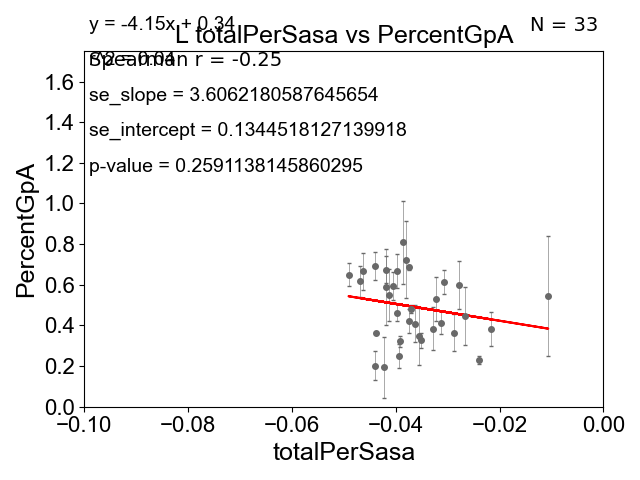 y = -4.15x + 0.34
N = 33
L totalPerSasa vs PercentGpA
Spearman r = -0.25
se_slope = 3.6062180587645654
se_intercept = 0.1344518127139918
p-value = 0.2591138145860295
PercentGpA
1.6
1.4
1.2
1.0
0.8
0.6
0.4
0.2
0.0
−0.10 −0.08 −0.06 −0.04 −0.02 0.00
totalPerSasa